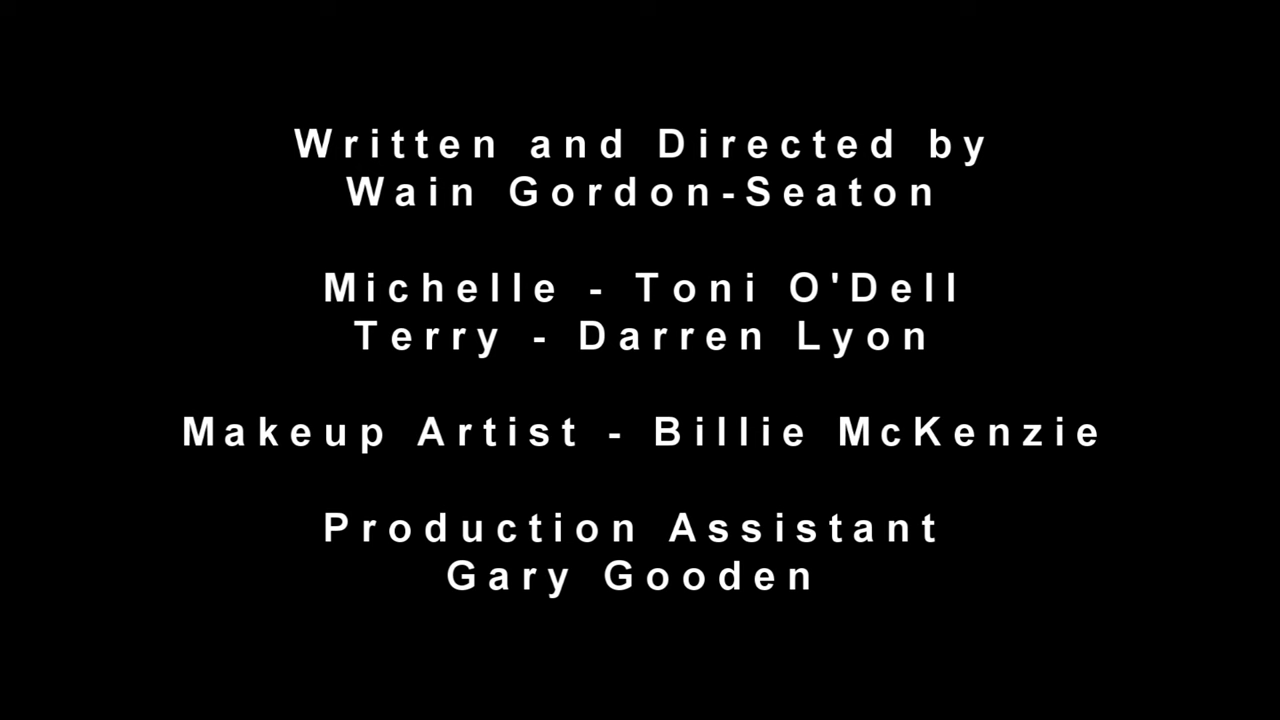 Written and Directed by
Wain Gordon-Seaton
Michelle - Toni O'Dell
Terry - Darren Lyon
Makeup Artist - Billie McKenzie
Production Assistant
Gary Gooden